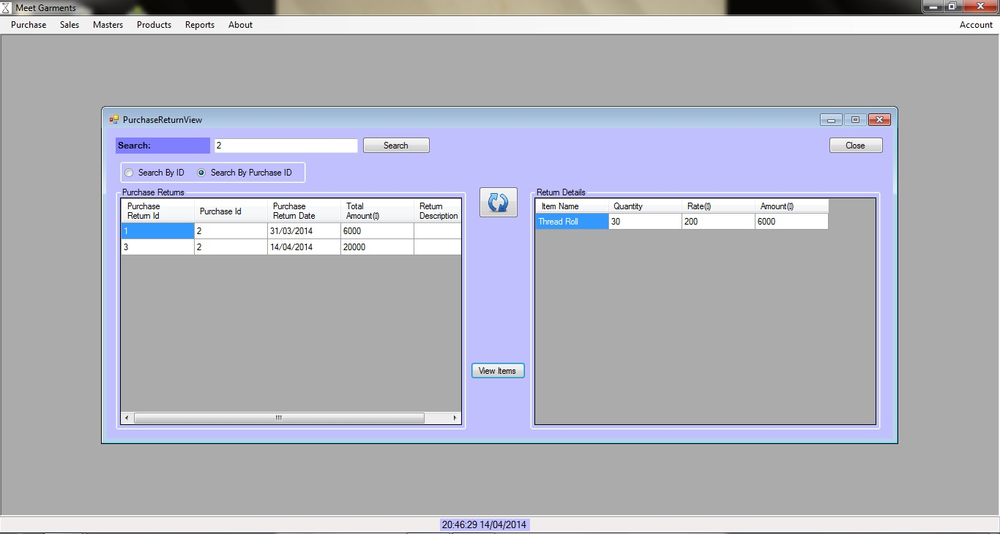 Meet Garments
Purchase Sales Masters Products Reports About Account
PurchaseReturnView
Search: 2 Search Close
Search By ID Search By Purchase ID
Purchase Returns
Purchase Return Id Purchase Id Purchase Return Date Total Amount(▯) Return Description
1 2 31/03/2014 6000
3 2 14/04/2014 20000
View Items
Return Details
Item Name Quantity Rate(▯) Amount(▯)
Thread Roll 30 200 6000
20:46:29 14/04/2014